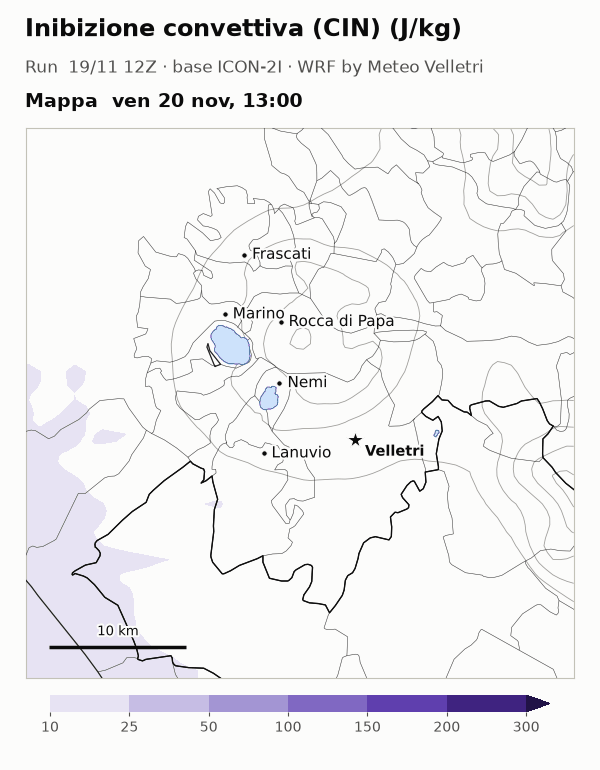 Inibizione convettiva (CIN) (J/kg)
Run  19/11 12Z · base ICON-2I · WRF by Meteo Velletri
Mappa  ven 20 nov, 13:00
Frascati
Marino
Rocca di Papa
Nemi
Velletri
Lanuvio
10 km
10 25 50 100 150 200 300